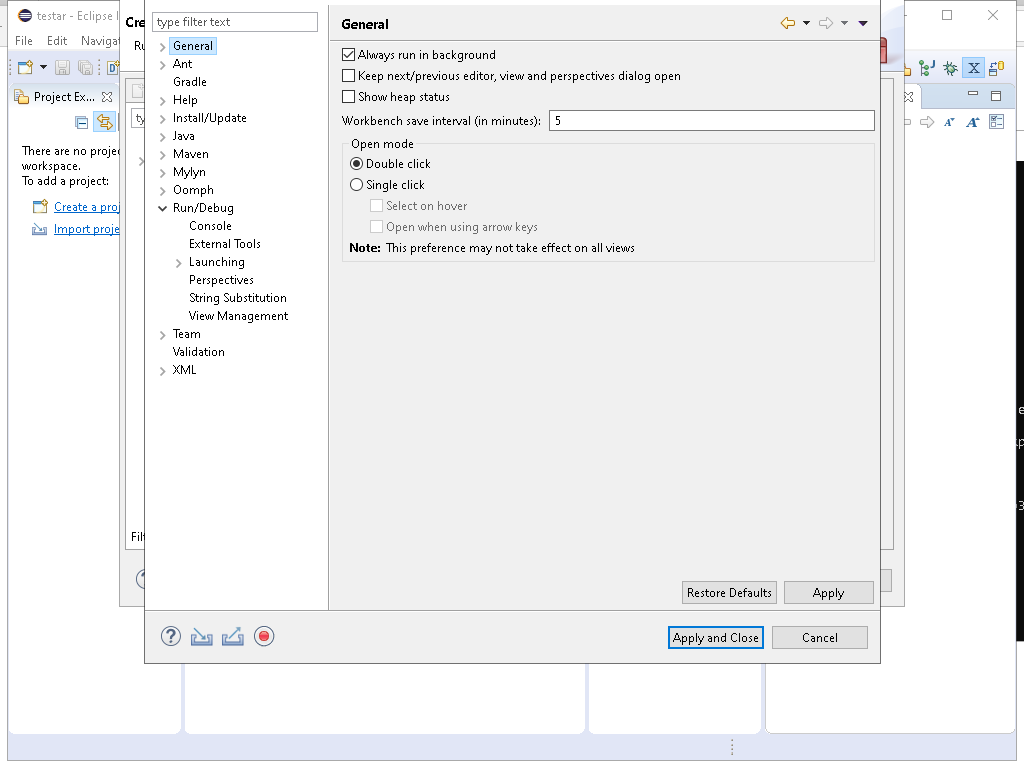 testar - Eclipse I
File Edit Navigat
Project Ex...
There are no projec
workspace.
To add a project:
Create a proj
Import proje
Cre
Ru
ty
Filt
type filter text
General
Ant
Gradle
Help
Install/Update
Java
Maven
Mylyn
Oomph
Run/Debug
Console
External Tools
Launching
Perspectives
String Substitution
View Management
Team
Validation
XML
General
Always run in background
Keep next/previous editor, view and perspectives dialog open
Show heap status
Workbench save interval (in minutes): 5
Open mode
Double click
Single click
Select on hover
Open when using arrow keys
Note: This preference may not take effect on all views
Restore Defaults Apply
Apply and Close Cancel